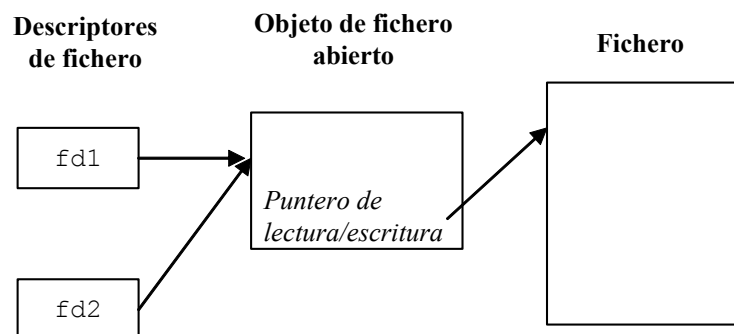 Descriptores
de fichero
Objeto de fichero
abierto
Fichero
fd1
Puntero de
lectura/escritura
fd2